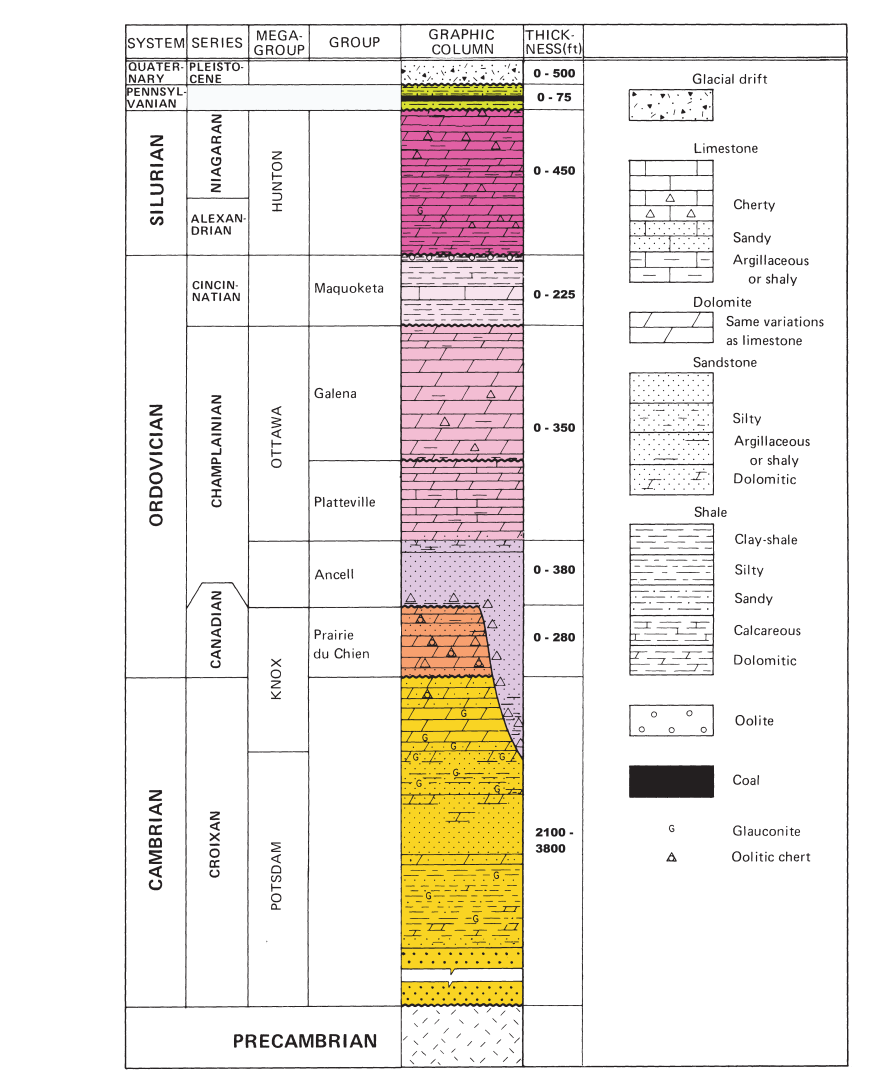 SYSTEM SERIES MEGA-
GROUP GROUP GRAPHIC
COLUMN THICK-
NESS(ft)
QUATER-
NARY
PLEISTO-
CENE
0 - 500
PENNSYL-
VANIAN
0 - 75
SILURIAN
NIAGARAN
ALEXAN-
DRIAN
HUNTON
G
0 - 450
ORDOVICIAN
CINCIN-
NATIAN
Maquoketa
0 - 225
CHAMPLAINIAN
OTTAWA
Galena
0 - 350
Platteville
Ancell
0 - 380
CANADIAN
KNOX
Prairie
du Chien
0 - 280
CAMBRIAN
CROIXAN
POTSDAM
G
G
G
G
G
G
G
G
G
G
G
2100 -
3800
PRECAMBRIAN
Glacial drift
Limestone
Cherty
Sandy
Argillaceous
or shaly
Dolomite
Same variations
as limestone
Sandstone
Silty
Argillaceous
or shaly
Dolomitic
Shale
Clay-shale
Silty
Sandy
Calcareous
Dolomitic
Oolite
Coal
G Glauconite
Oolitic chert